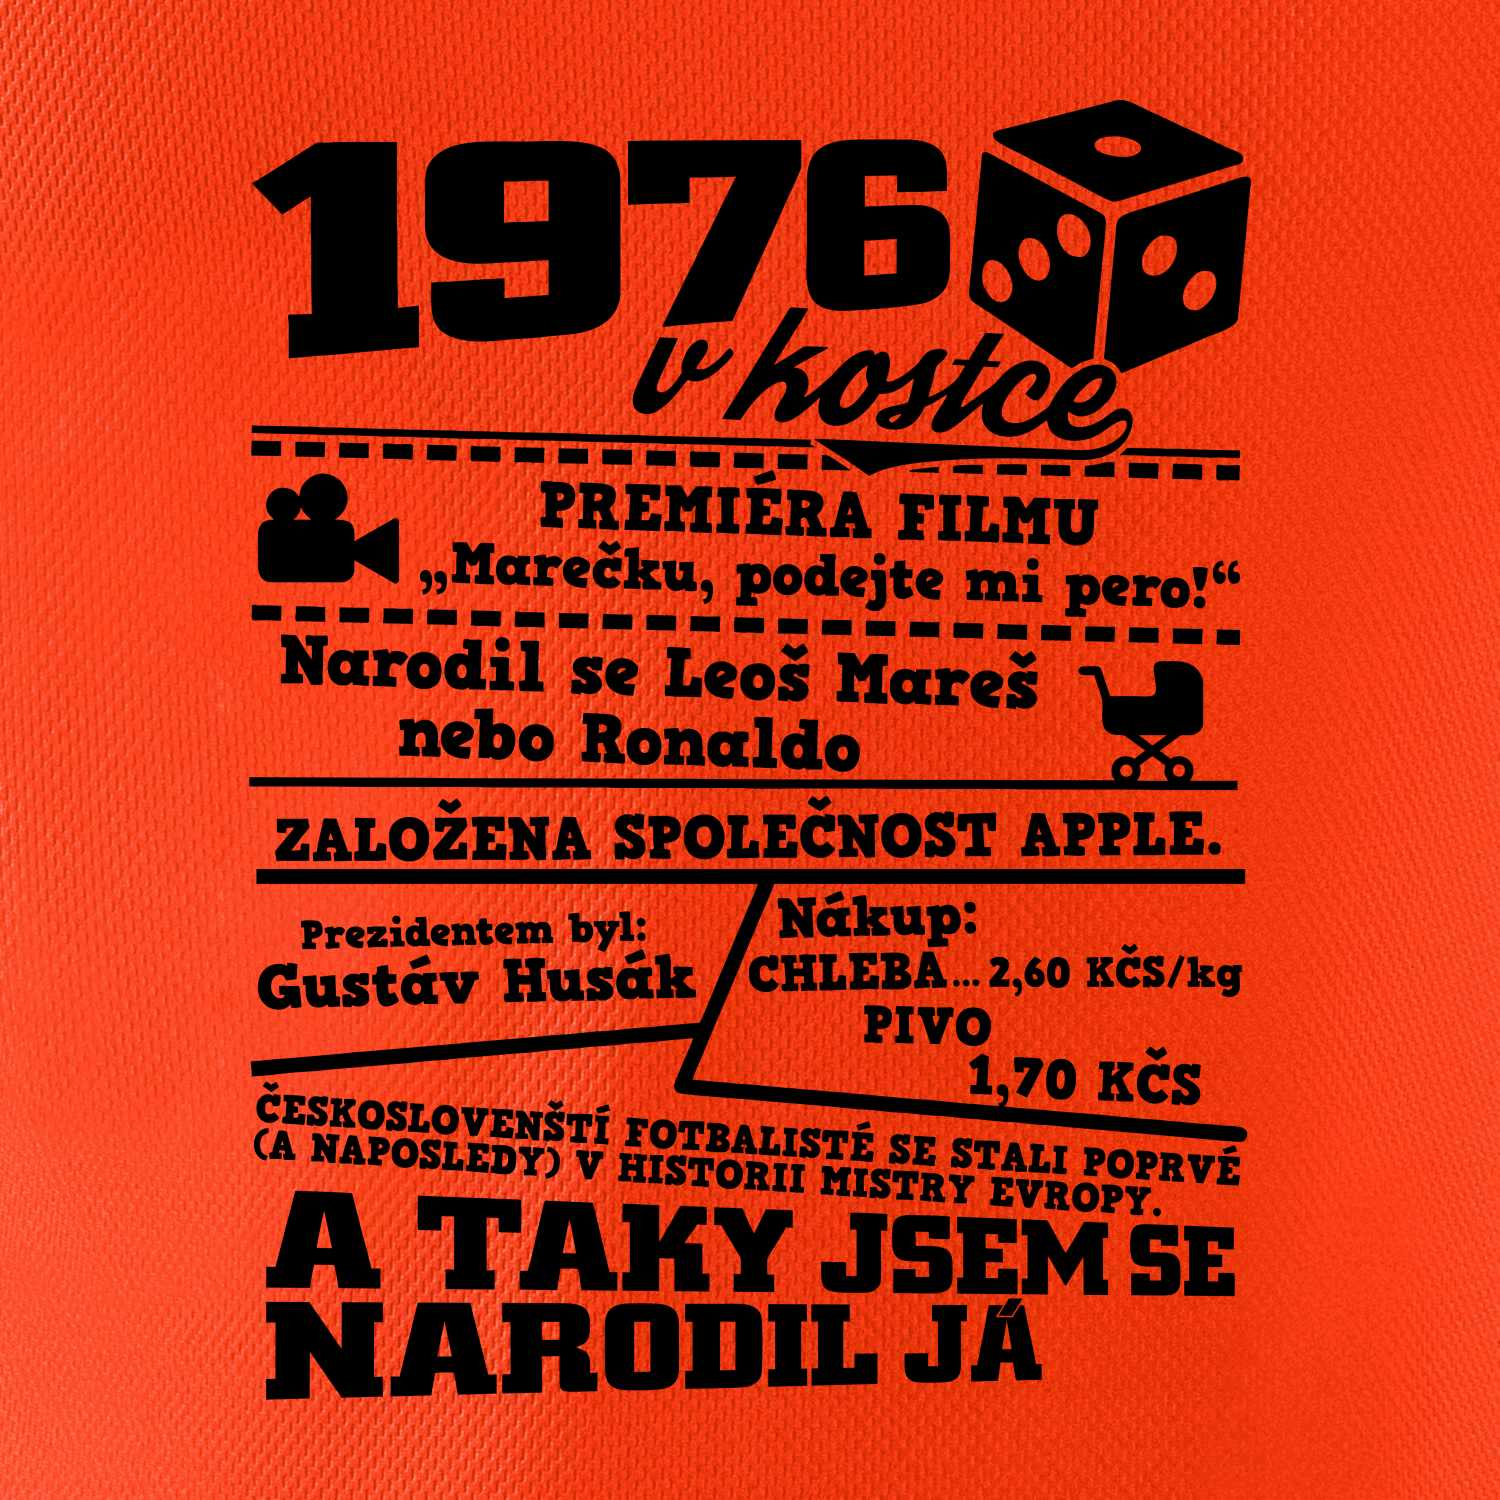 1976
v kostce
PREMIÉRA FILMU
„Marečku, podejte mi pero!“
Narodil se Leoš Mareš
nebo Ronaldo
ZALOŽENA SPOLEČNOST APPLE.
Prezidentem byl:
Gustáv Husák
Nákup:
CHLEBA... 2,60 KČS/kg
PIVO
1,70 KČS
ČESKOSLOVENŠTÍ FOTBALISTÉ SE STALI POPRVÉ
(A NAPOSLEDY) V HISTORII MISTRY EVROPY.
A TAKY JSEM SE
NARODIL JÁ